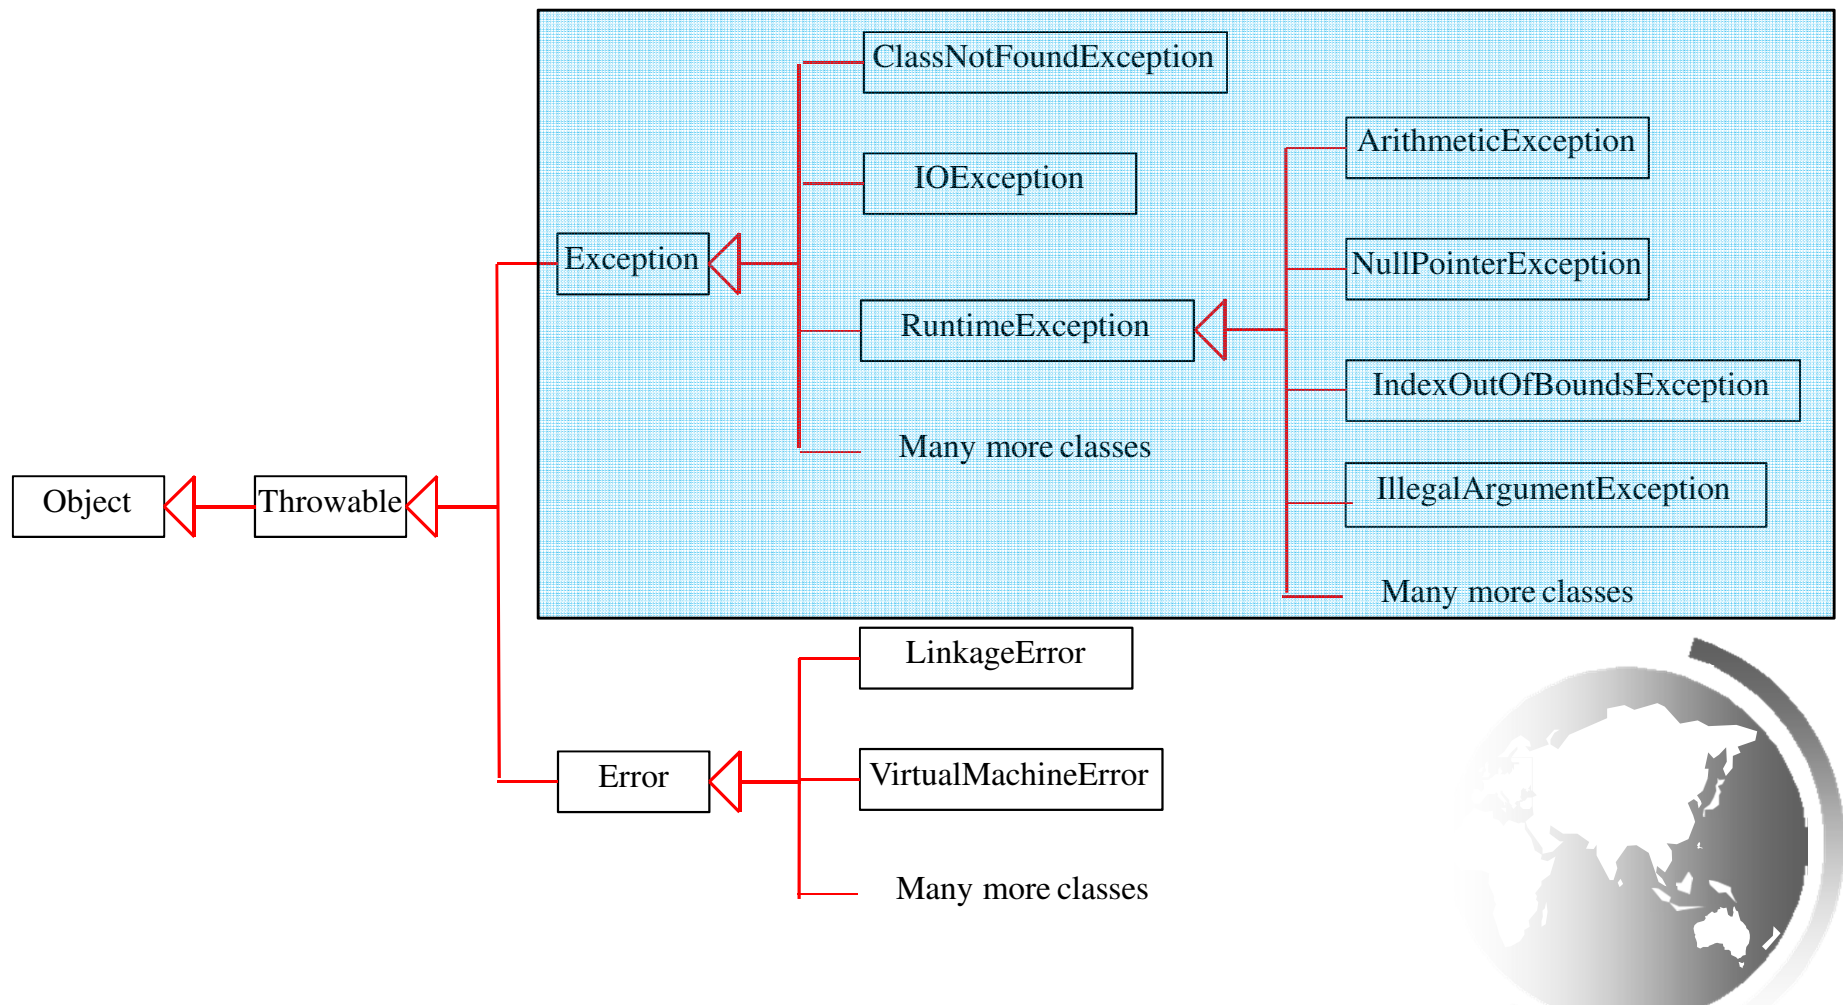 ClassNotFoundException
ArithmeticException
IOException
Exception
NullPointerException
RuntimeException
IndexOutOfBoundsException
Many more classes
Object
Throwable
IllegalArgumentException
Many more classes
LinkageError
Error
VirtualMachineError
Many more classes